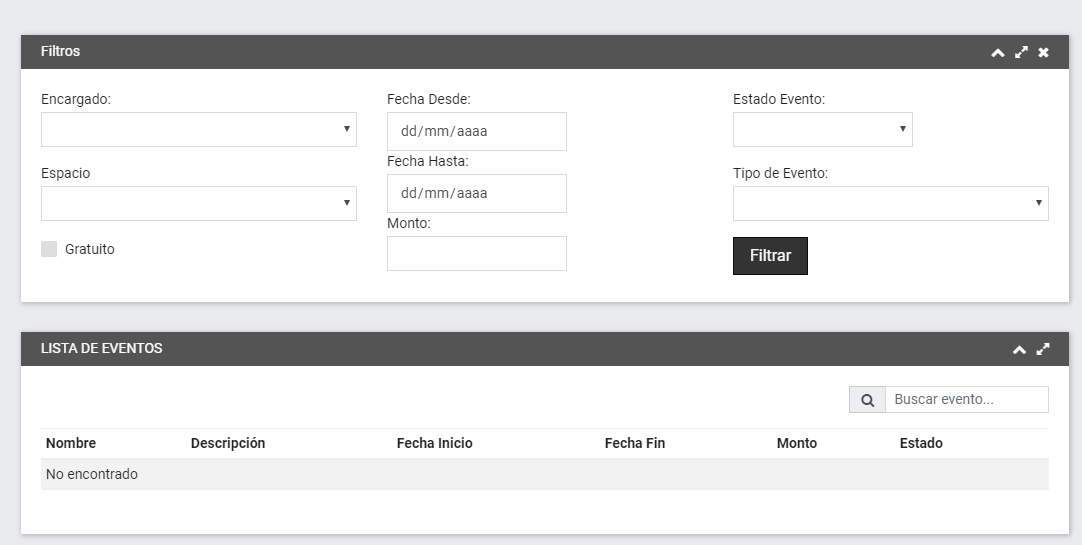 Filtros
Encargado:
Fecha Desde:
Estado Evento:
dd/mm/aaaa
Fecha Hasta:
Espacio
Tipo de Evento:
dd/mm/aaaa
Monto:
Gratuito
Filtrar
LISTA DE EVENTOS
Buscar evento...
Nombre Descripción Fecha Inicio Fecha Fin Monto Estado
No encontrado